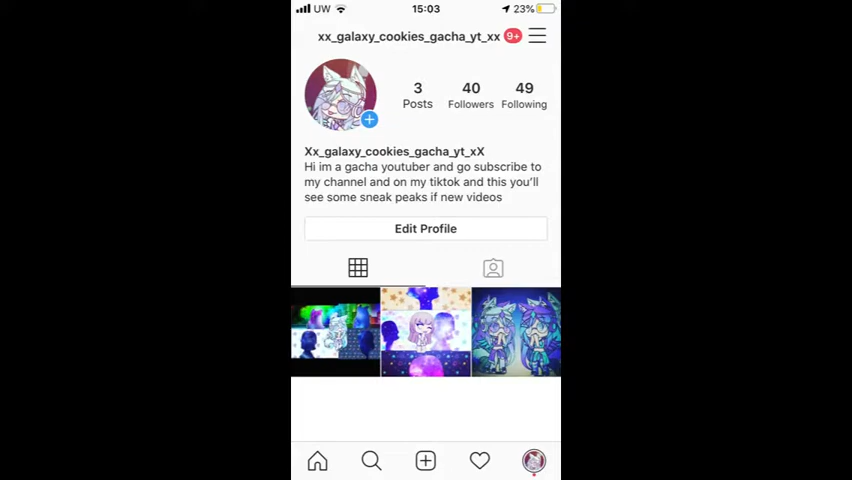 UW 15:03 23%
xx_galaxy_cookies_gacha_yt_xx 9+
3 40 49
Posts Followers Following
Xx_galaxy_cookies_gacha_yt_xX
Hi im a gacha youtuber and go subscribe to
my channel and on my tiktok and this you'll
see some sneak peaks if new videos
Edit Profile